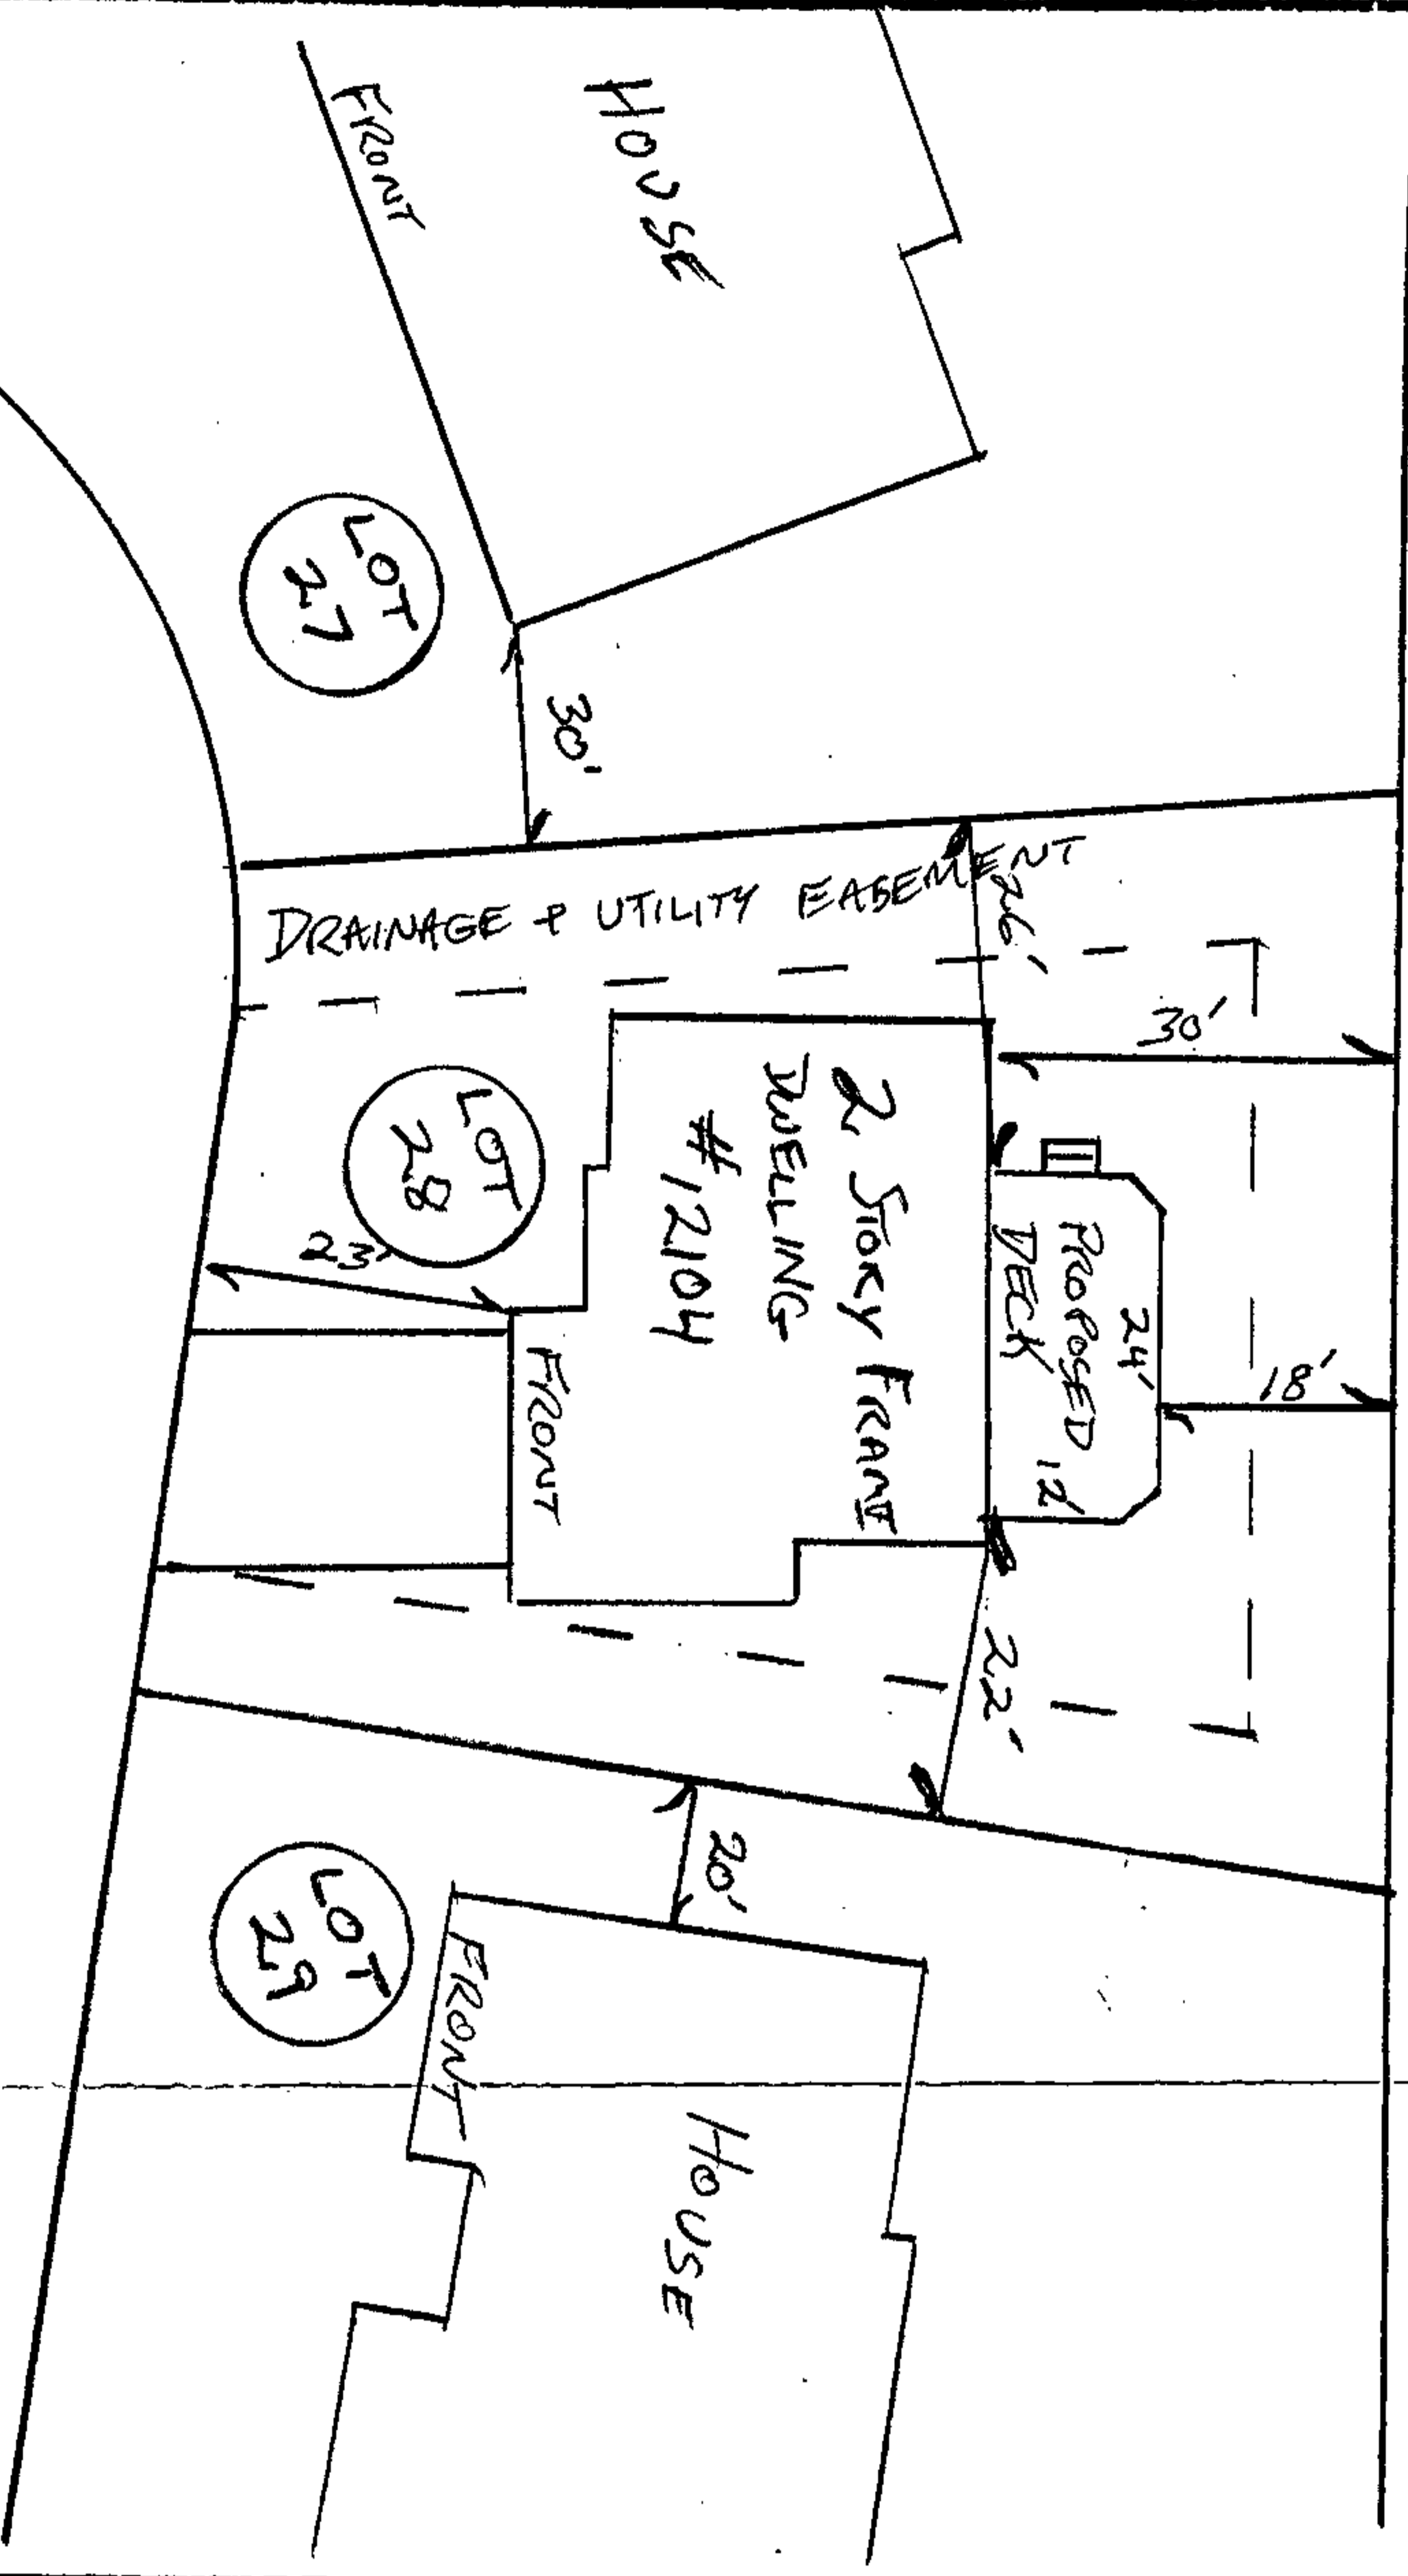 HOUSE
FRONT
LOT
27
30'
DRAINAGE & UTILITY EASEMENT
26'
30'
LOT
28
23'
2 STORY FRAME
DWELLING
#12104
FRONT
24'
PROPOSED
DECK
12'
18'
22'
20'
LOT
29
FRONT
HOUSE